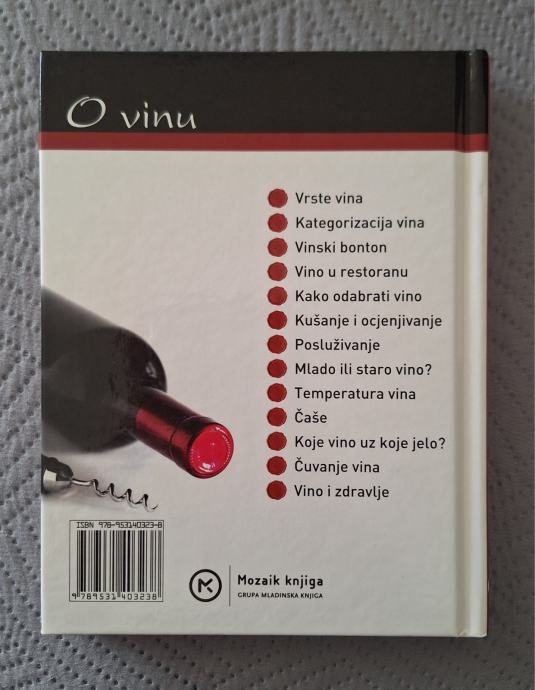 O vinu
Vrste vina
Kategorizacija vina
Vinski bonton
Vino u restoranu
Kako odabrati vino
Kušanje i ocjenjivanje
Posluživanje
Mlado ili staro vino?
Temperatura vina
Čaše
Koje vino uz koje jelo?
Čuvanje vina
Vino i zdravlje
ISBN 978-953140323-8
9 789531 403238
Mozaik knjiga
GRUPA MLADINSKA KNJIGA